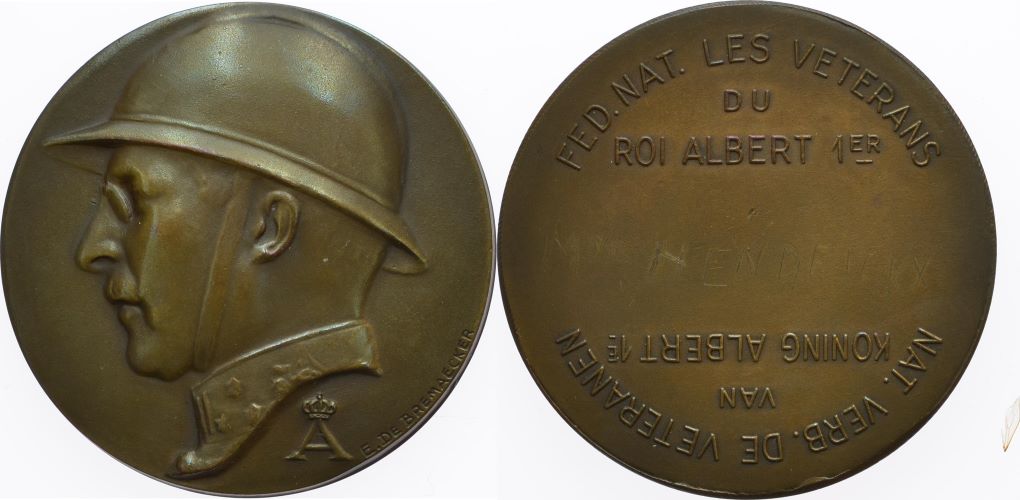 A
E. DE BREMAECKER
FED. NAT. LES VETERANS
DU
ROI ALBERT 1ER
NAT. VERB. DE VETERANEN
VAN
KONING ALBERT 1E